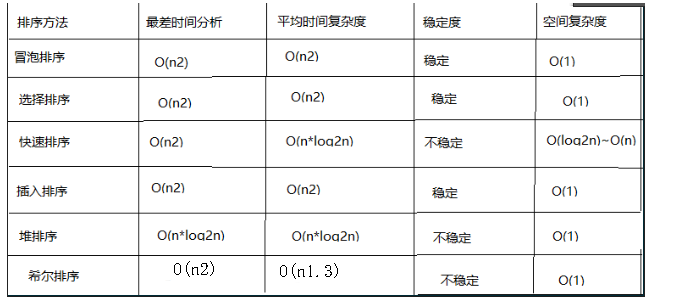 排序方法 最差时间分析 平均时间复杂度 稳定度 空间复杂度
冒泡排序 O(n2) O(n2) 稳定 O(1)
选择排序 O(n2) O(n2) 稳定 O(1)
快速排序 O(n2) O(n*log2n) 不稳定 O(log2n)~O(n)
插入排序 O(n2) O(n2) 稳定 O(1)
堆排序 O(n*log2n) O(n*log2n) 不稳定 O(1)
希尔排序 O(n2) O(n1.3) 不稳定 O(1)